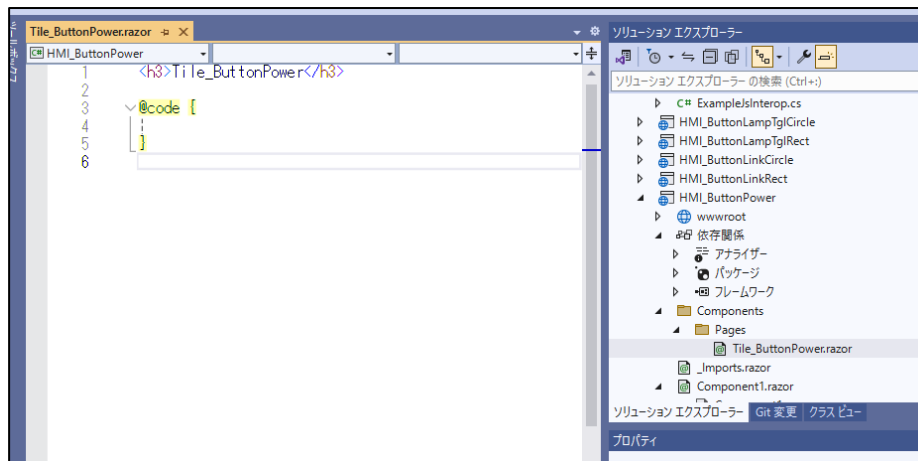 Tile_ButtonPower.razor
C# HMI_ButtonPower
1 <h3>Tile_ButtonPower</h3>
2
3 @code {
4
5 }
6
ソリューション エクスプローラー
ソリューション エクスプローラー の検索 (Ctrl+:)
C# ExampleJsInterop.cs
HMI_ButtonLampTglCircle
HMI_ButtonLampTglRect
HMI_ButtonLinkCircle
HMI_ButtonLinkRect
HMI_ButtonPower
wwwroot
依存関係
アナライザー
パッケージ
フレームワーク
Components
Pages
Tile_ButtonPower.razor
_Imports.razor
Component1.razor
ソリューション エクスプローラー Git 変更 クラス ビュー
プロパティ